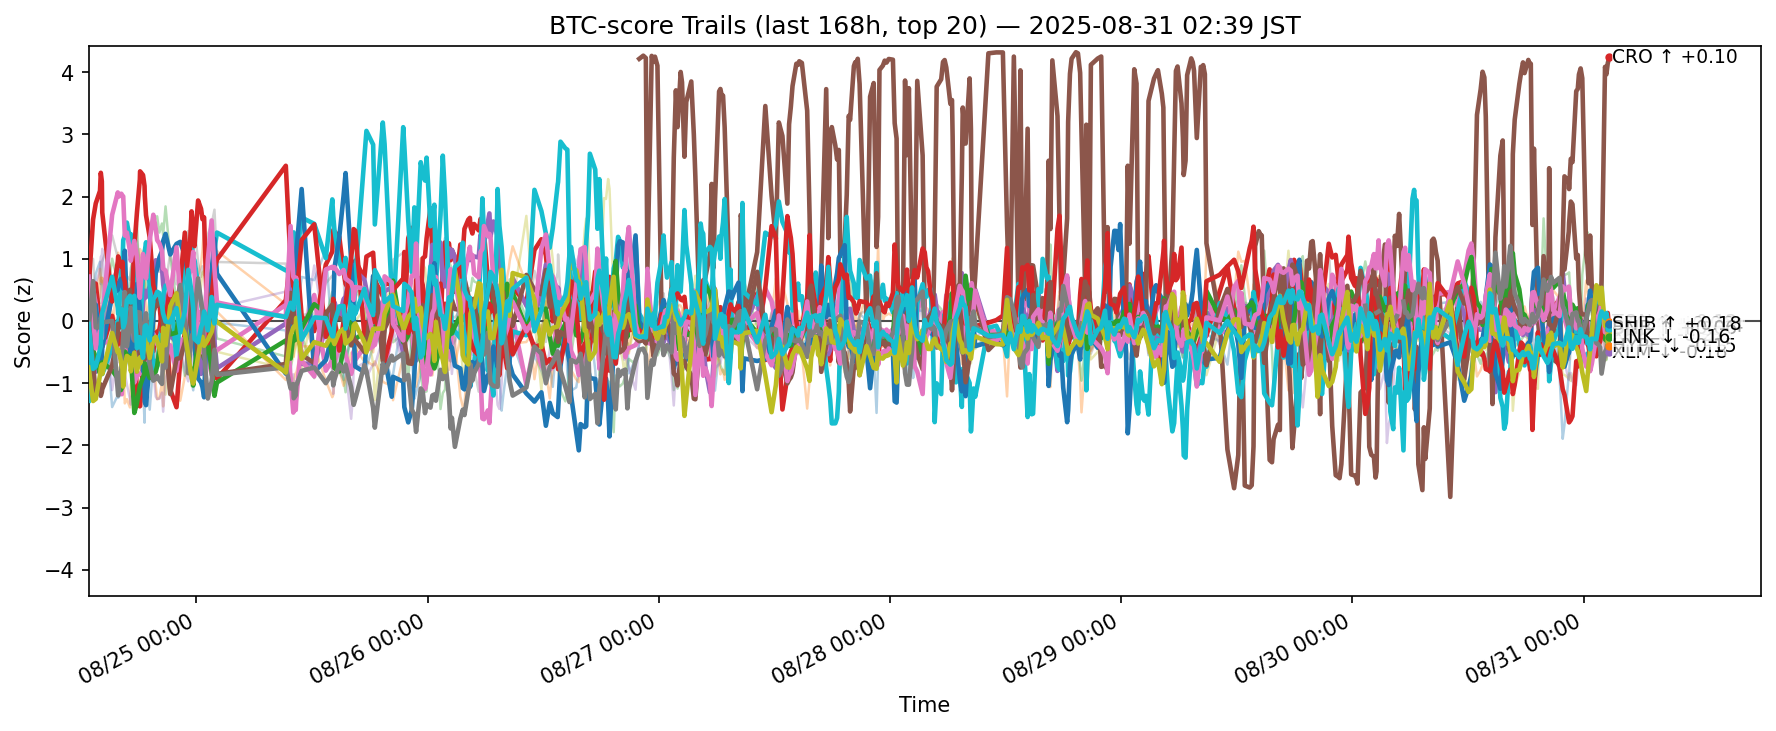 BTC-score Trails (last 168h, top 20) — 2025-08-31 02:39 JST
Score (z)
4
3
2
1
0
−1
−2
−3
−4
CRO ↑ +0.10
SHIB ↑ +0.18
LINK ↓ -0.16
XLM ↓
08/25 00:00
08/26 00:00
08/27 00:00
08/28 00:00
08/29 00:00
08/30 00:00
08/31 00:00
Time